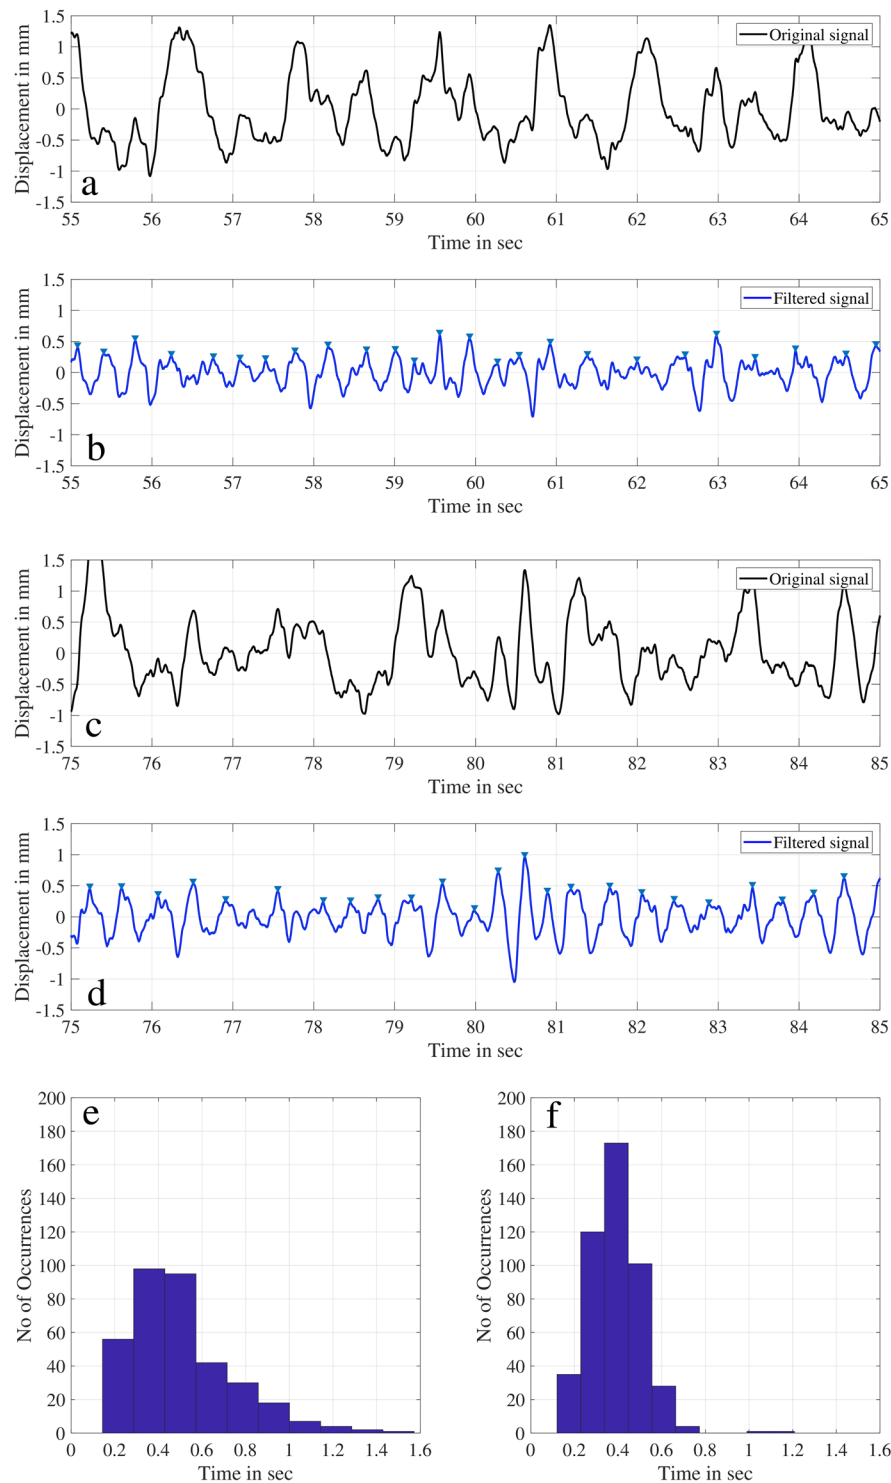 Displacement in mm
1.5
1
0.5
0
-0.5
-1
-1.5
Original signal
a
55 56 57 58 59 60 61 62 63 64 65
Time in sec
Displacement in mm
1.5
1
0.5
0
-0.5
-1
-1.5
Filtered signal
b
55 56 57 58 59 60 61 62 63 64 65
Time in sec
Displacement in mm
1.5
1
0.5
0
-0.5
-1
-1.5
Original signal
c
75 76 77 78 79 80 81 82 83 84 85
Time in sec
Displacement in mm
1.5
1
0.5
0
-0.5
-1
-1.5
Filtered signal
d
75 76 77 78 79 80 81 82 83 84 85
Time in sec
No of Occurrences
200
180
160
140
120
100
80
60
40
20
0
e
0 0.2 0.4 0.6 0.8 1 1.2 1.4 1.6
Time in sec
No of Occurrences
200
180
160
140
120
100
80
60
40
20
0
f
0 0.2 0.4 0.6 0.8 1 1.2 1.4 1.6
Time in sec